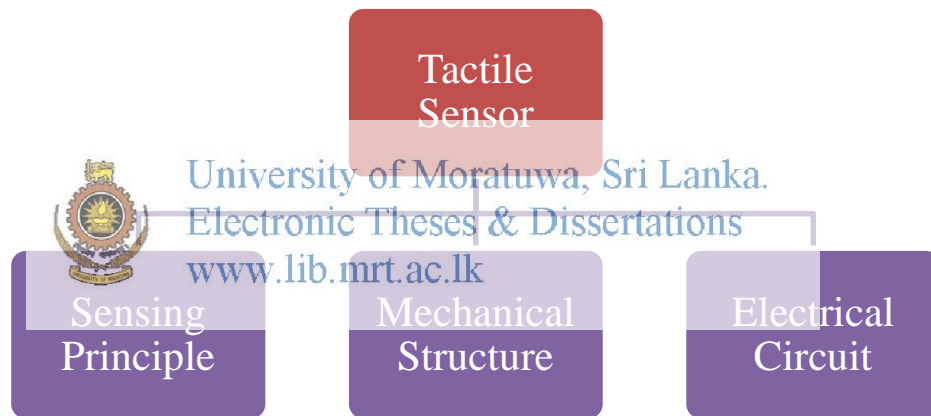 Tactile
Sensor
University of Moratuwa, Sri Lanka.
Electronic Theses & Dissertations
www.lib.mrt.ac.lk
Sensing
Principle
Mechanical
Structure
Electrical
Circuit